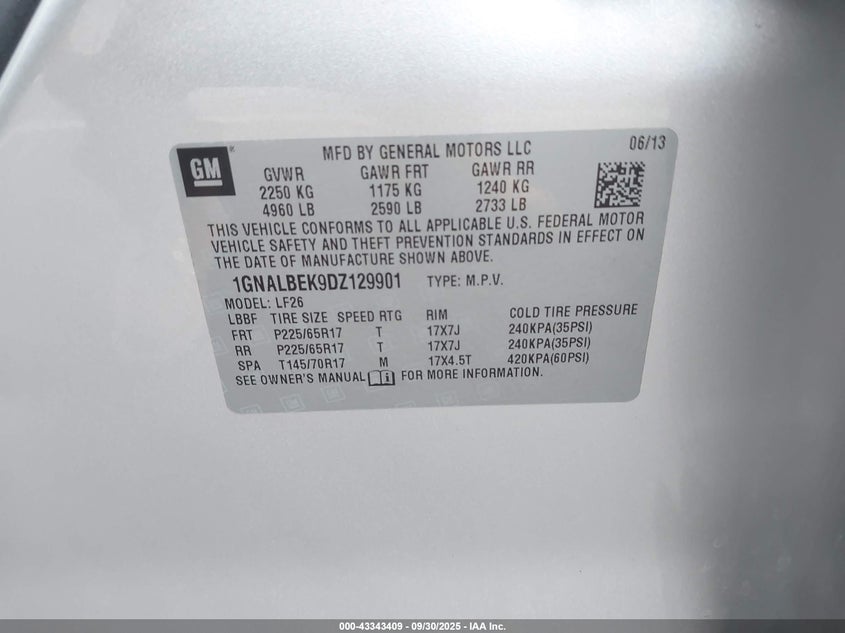 GM
MFD BY GENERAL MOTORS LLC 06/13
GVWR GAWR FRT GAWR RR
2250 KG 1175 KG 1240 KG
4960 LB 2590 LB 2733 LB
THIS VEHICLE CONFORMS TO ALL APPLICABLE U.S. FEDERAL MOTOR
VEHICLE SAFETY AND THEFT PREVENTION STANDARDS IN EFFECT ON
THE DATE OF MANUFACTURE SHOWN ABOVE.
1GNALBEK9DZ129901 TYPE: M.P.V.
MODEL: LF26
LBBF TIRE SIZE SPEED RTG RIM COLD TIRE PRESSURE
FRT P225/65R17 T 17X7J 240KPA(35PSI)
RR P225/65R17 T 17X7J 240KPA(35PSI)
SPA T145/70R17 M 17X4.5T 420KPA(60PSI)
SEE OWNER'S MANUAL FOR MORE INFORMATION.
000-43343409 - 09/30/2025 - IAA Inc.